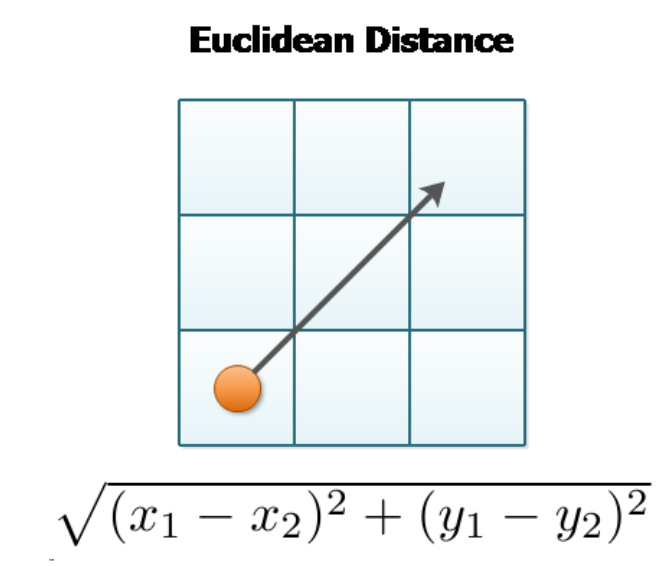 Euclidean Distance
√(x₁ − x₂)² + (y₁ − y₂)²